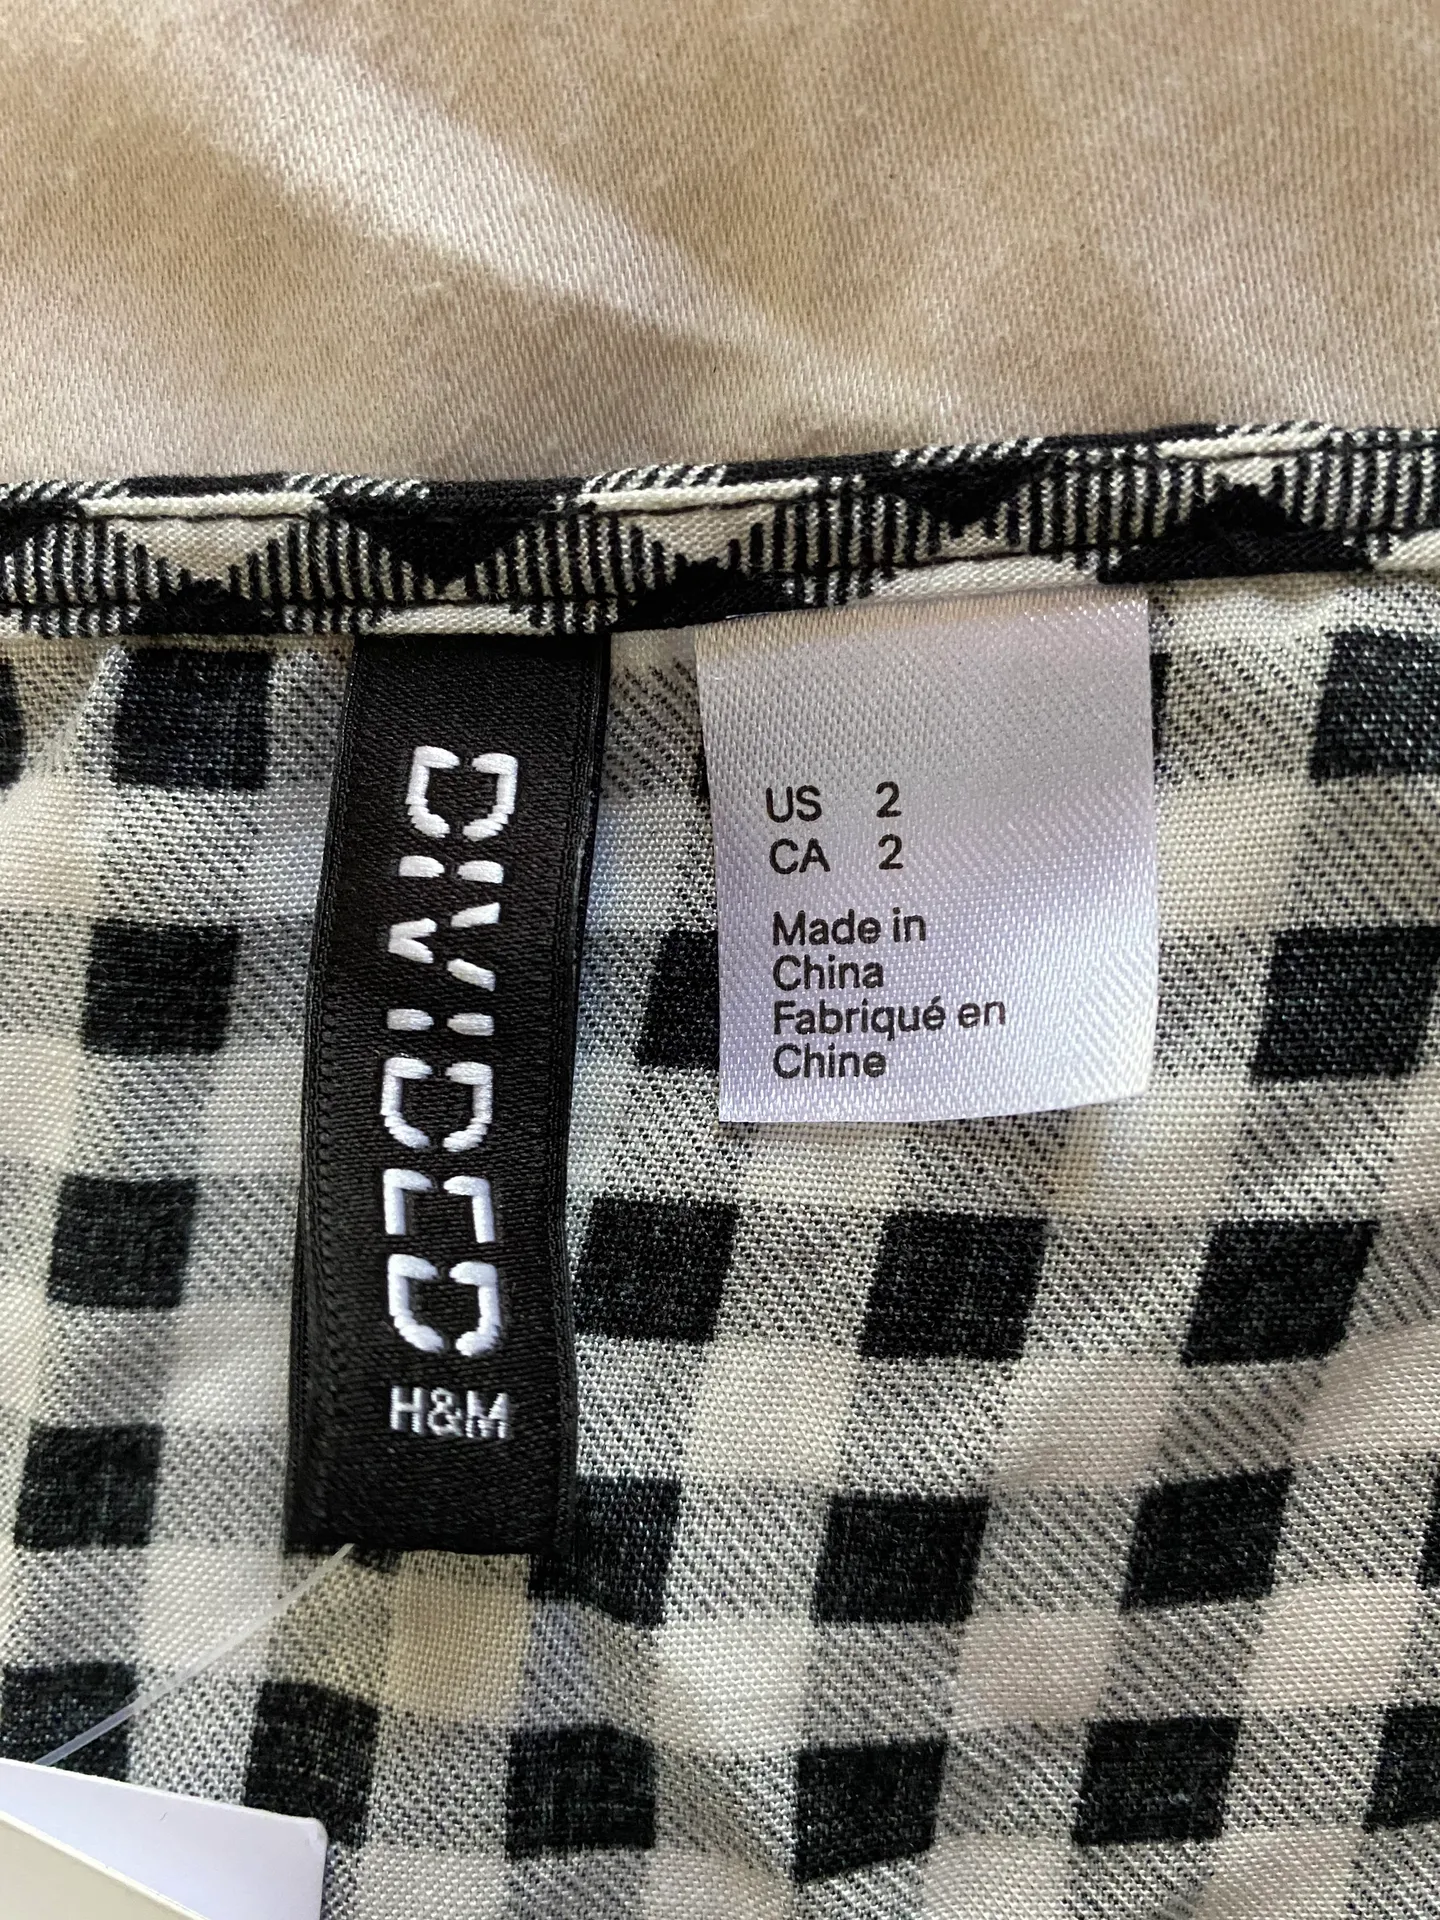 DIVIDED
H&M
US 2
CA 2
Made in
China
Fabriqué en
Chine